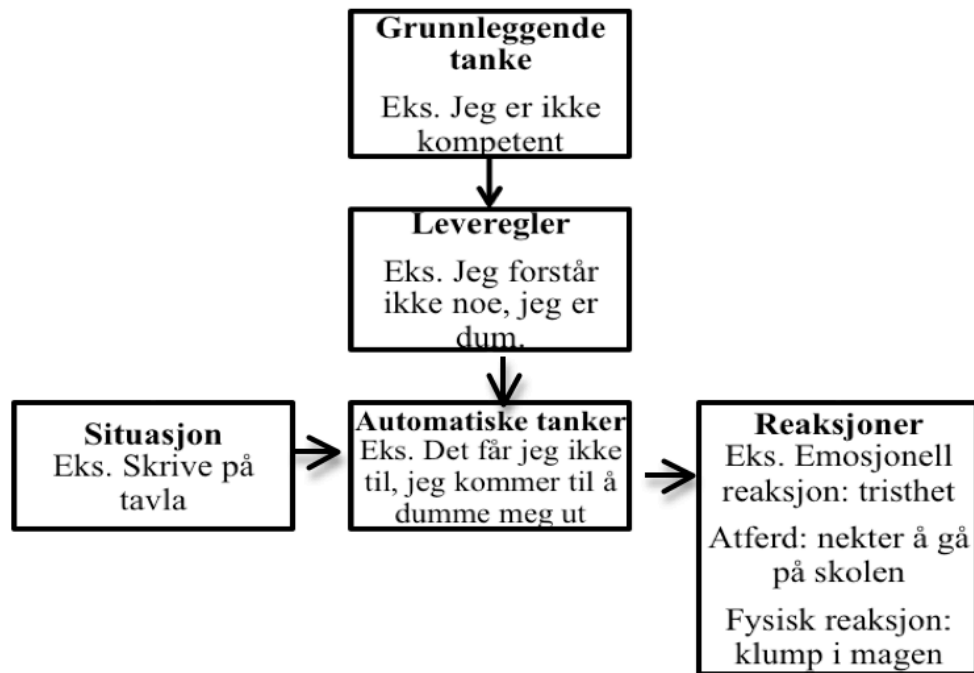 Grunnleggende
tanke
Eks. Jeg er ikke
kompetent
Leveregler
Eks. Jeg forstår
ikke noe, jeg er
dum.
Situasjon
Eks. Skrive på
tavla
Automatiske tanker
Eks. Det får jeg ikke
til, jeg kommer til å
dumme meg ut
Reaksjoner
Eks. Emosjonell
reaksjon: tristhet
Atferd: nekter å gå
på skolen
Fysisk reaksjon:
klump i magen